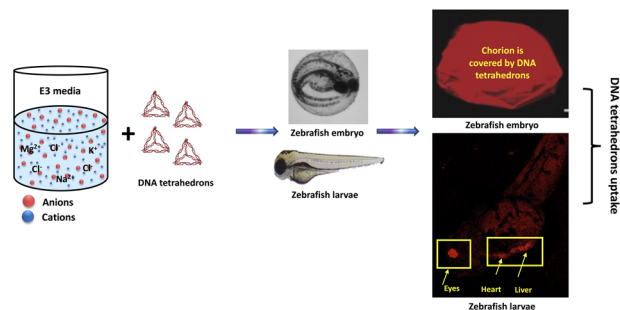 E3 media
Mg2+
Cl-
K+
Cl-
Na2+
Cl-
Anions
Cations
+
DNA tetrahedrons
Zebrafish embryo
Zebrafish larvae
Chorion is
covered by DNA
tetrahedrons
Zebrafish embryo
Eyes
Heart
Liver
Zebrafish larvae
DNA tetrahedrons uptake